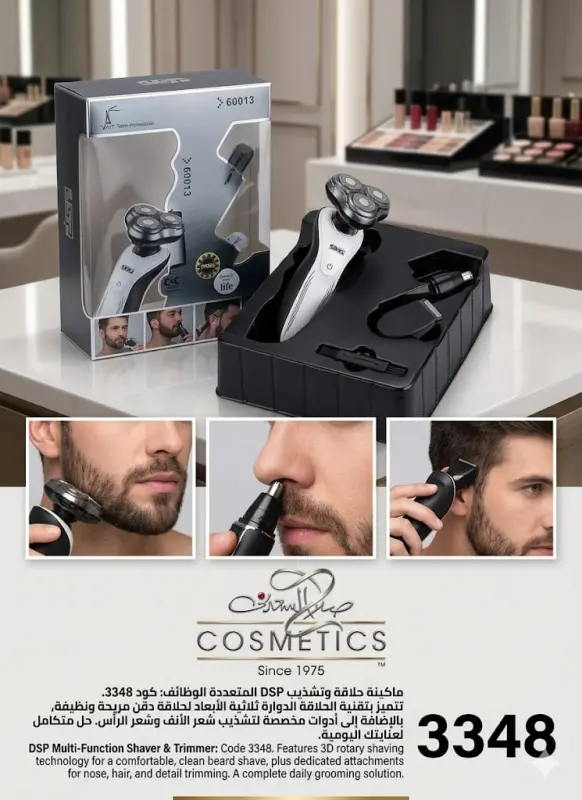 60013
60013
life
COSMETICS
Since 1975
TM
ماكينة حلاقة وتشذيب DSP المتعددة الوظائف: كود 3348.
تتميز بتقنية الحلاقة الدوارة ثلاثية الأبعاد لحلاقة دقن مريحة ونظيفة،
بالإضافة إلى أدوات مخصصة لتشذيب شعر الأنف وشعر الرأس. حل متكامل
لعنايتك اليومية.
DSP Multi-Function Shaver & Trimmer: Code 3348. Features 3D rotary shaving
technology for a comfortable, clean beard shave, plus dedicated attachments
for nose, hair, and detail trimming. A complete daily grooming solution.
3348